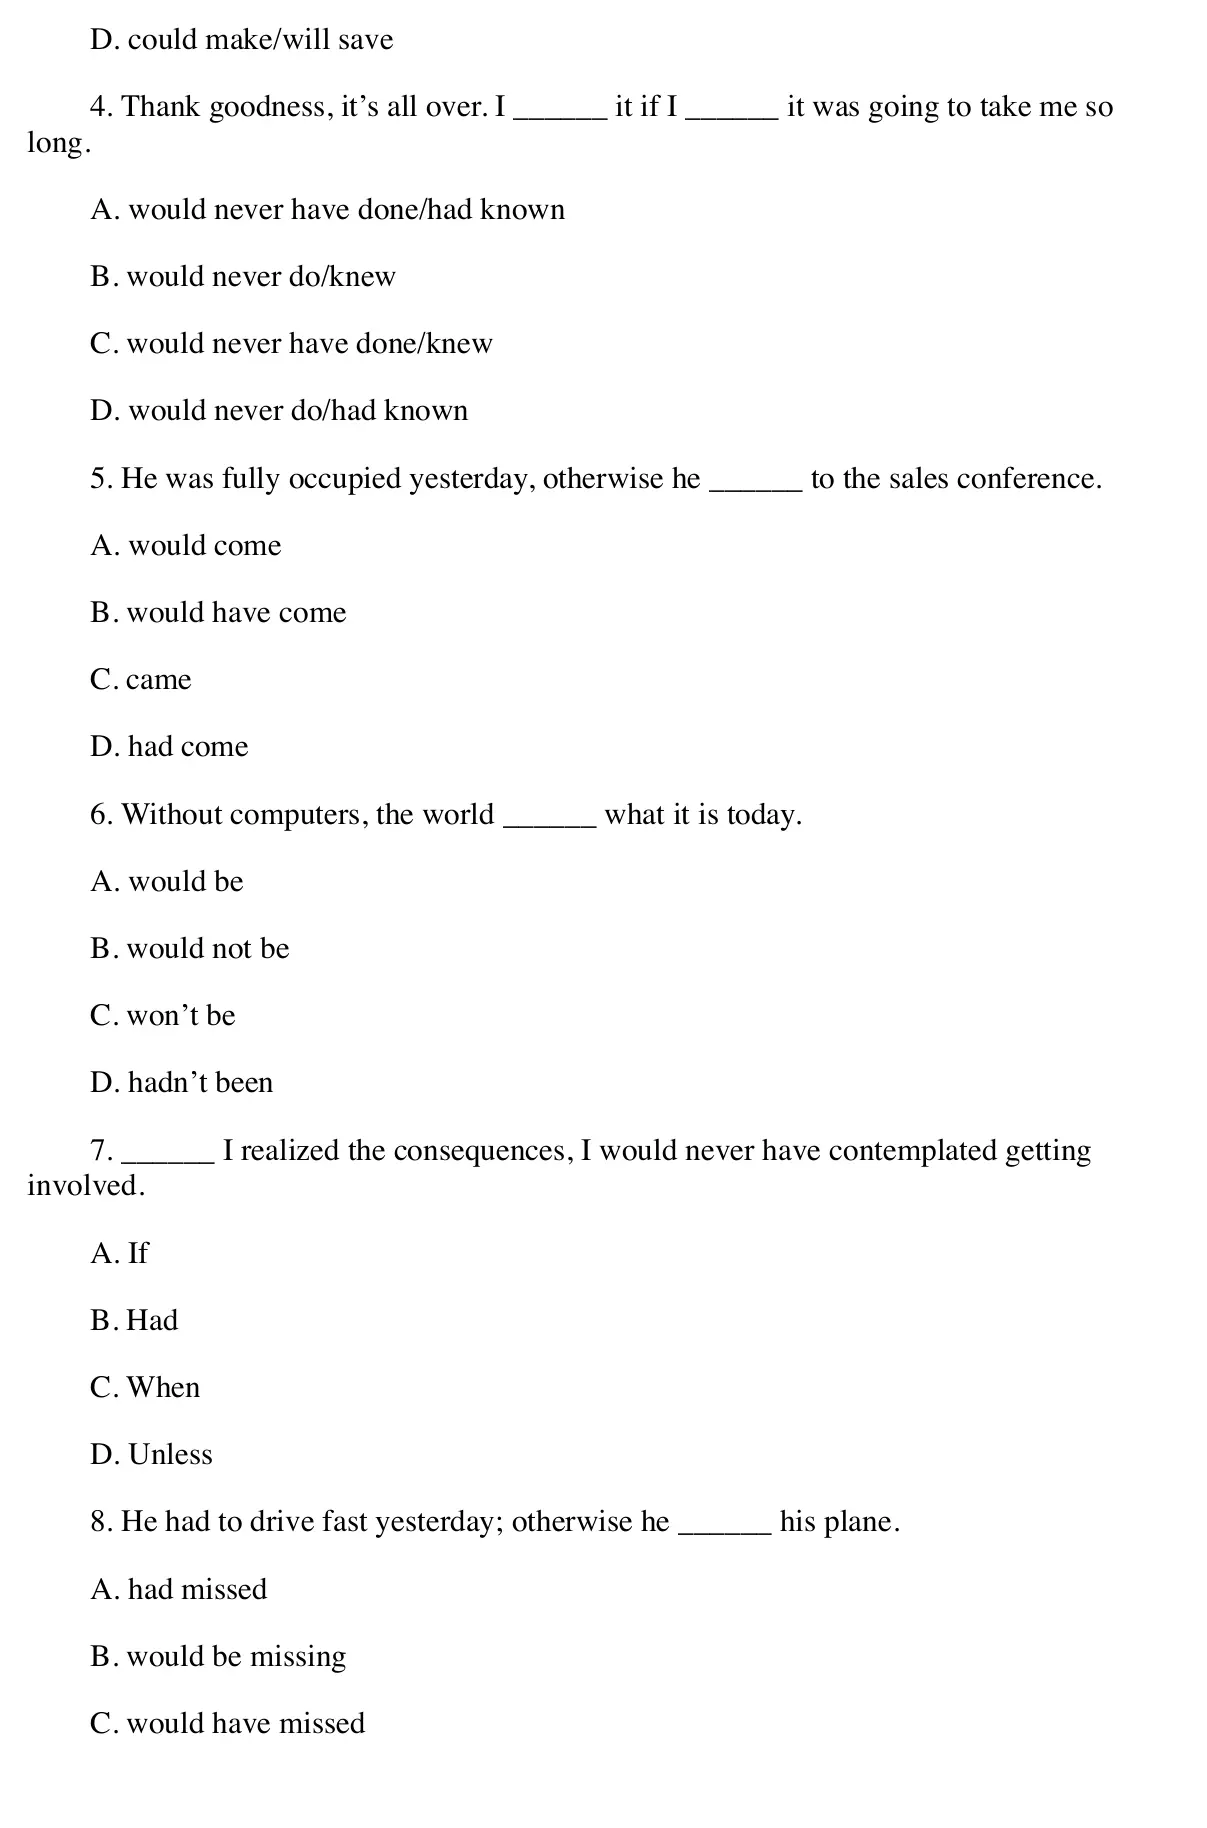 D. could make/will save
4. Thank goodness, it’s all over. I ______ it if I ______ it was going to take me so
long.
A. would never have done/had known
B. would never do/knew
C. would never have done/knew
D. would never do/had known
5. He was fully occupied yesterday, otherwise he ______ to the sales conference.
A. would come
B. would have come
C. came
D. had come
6. Without computers, the world ______ what it is today.
A. would be
B. would not be
C. won’t be
D. hadn’t been
7. ______ I realized the consequences, I would never have contemplated getting
involved.
A. If
B. Had
C. When
D. Unless
8. He had to drive fast yesterday; otherwise he ______ his plane.
A. had missed
B. would be missing
C. would have missed